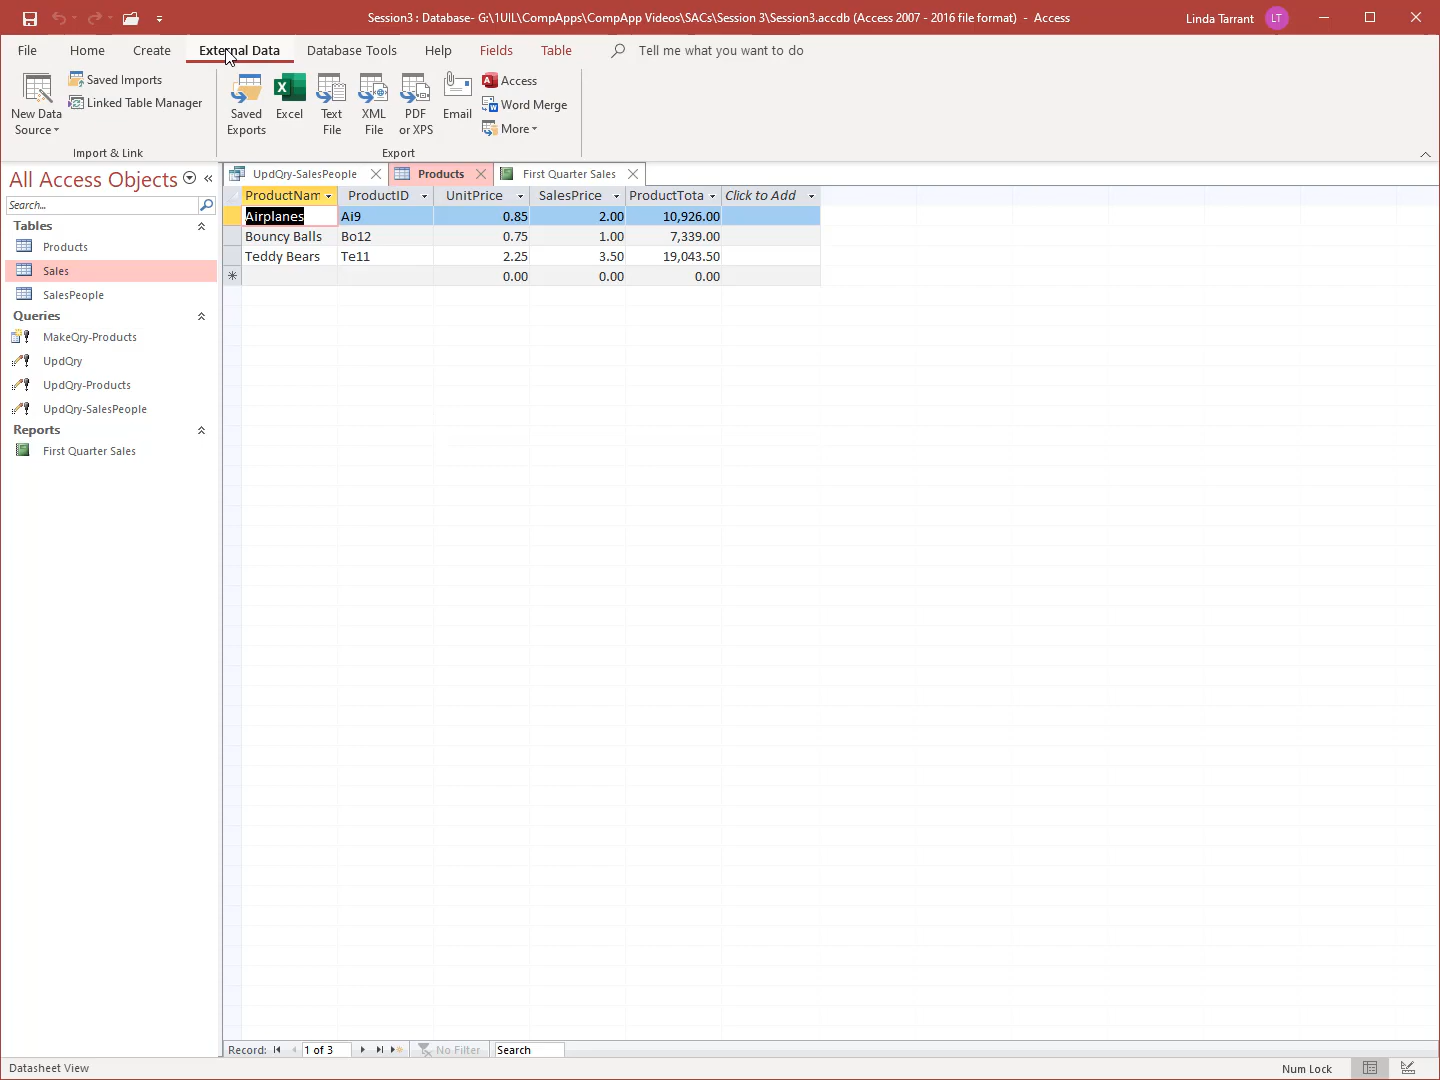 Session3 : Database- G:\1UIL\CompApps\CompApp Videos\SACs\Session 3\Session3.accdb (Access 2007 - 2016 file format) - Access
Linda Tarrant LT
File Home Create External Data Database Tools Help Fields Table Tell me what you want to do
New Data Source
Saved Imports
Linked Table Manager
Saved Exports
Excel
Text File
XML File
PDF or XPS
Email
Access
Word Merge
More
Import & Link
Export
All Access Objects
Search...
Tables
Products
Sales
SalesPeople
Queries
MakeQry-Products
UpdQry
UpdQry-Products
UpdQry-SalesPeople
Reports
First Quarter Sales
UpdQry-SalesPeople Products First Quarter Sales
ProductNam ProductID UnitPrice SalesPrice ProductTota Click to Add
Airplanes Ai9 0.85 2.00 10,926.00
Bouncy Balls Bo12 0.75 1.00 7,339.00
Teddy Bears Te11 2.25 3.50 19,043.50
0.00 0.00 0.00
Record: 1 of 3 No Filter Search
Datasheet View Num Lock